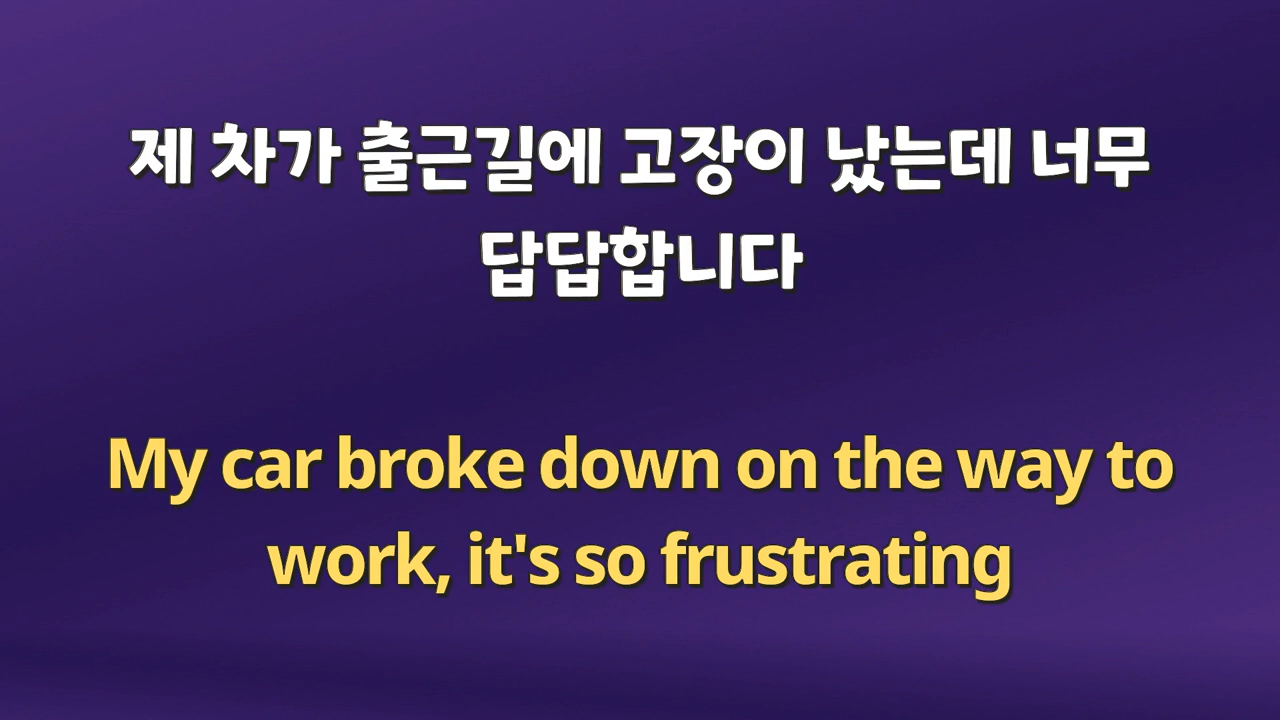 제 차가 출근길에 고장이 났는데 너무
답답합니다
My car broke down on the way to
work, it's so frustrating